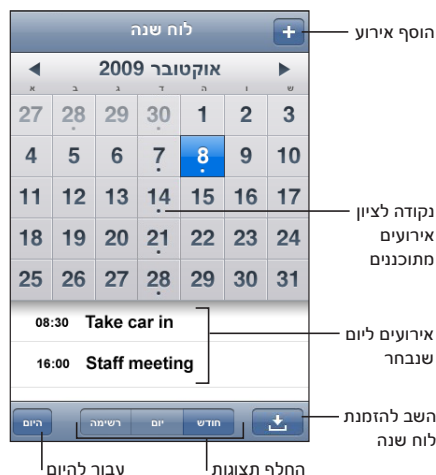 לוח שנה
+
הוסף אירוע
אוקטובר 2009
א ב ג ד ה ו ש
27 28 29 30 1 2 3
4 5 6 7 8 9 10
11 12 13 14 15 16 17
18 19 20 21 22 23 24
25 26 27 28 29 30 31
נקודה לציון
אירועים
מתוכננים
08:30 Take car in
16:00 Staff meeting
אירועים ליום
שנבחר
היום
רשימה יום חודש
השב להזמנת
לוח שנה
עבור להיום
החלף תצוגות